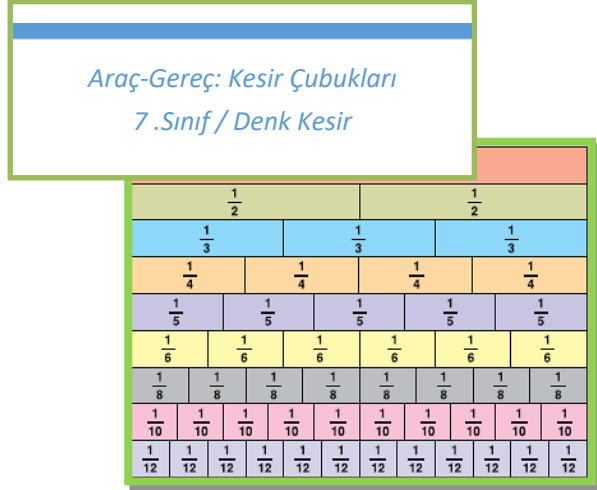 Araç-Gereç: Kesir Çubukları
7 .Sınıf / Denk Kesir
1/2 1/2
1/3 1/3 1/3
1/4 1/4 1/4 1/4
1/5 1/5 1/5 1/5 1/5
1/6 1/6 1/6 1/6 1/6 1/6
1/8 1/8 1/8 1/8 1/8 1/8 1/8 1/8
1/10 1/10 1/10 1/10 1/10 1/10 1/10 1/10 1/10 1/10
1/12 1/12 1/12 1/12 1/12 1/12 1/12 1/12 1/12 1/12 1/12 1/12